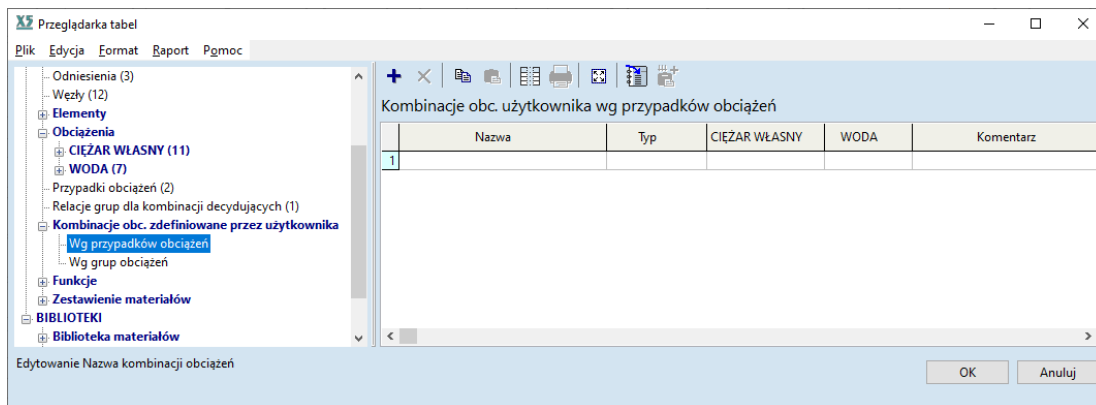 X5 Przeglądarka tabel
Plik Edycja Format Raport Pomoc
Odniesienia (3)
Węzły (12)
Elementy
Obciążenia
CIĘŻAR WŁASNY (11)
WODA (7)
Przypadki obciążeń (2)
Relacje grup dla kombinacji decydujących (1)
Kombinacje obc. zdefiniowane przez użytkownika
Wg przypadków obciążeń
Wg grup obciążeń
Funkcje
Zestawienie materiałów
BIBLIOTEKI
Biblioteka materiałów
Kombinacje obc. użytkownika wg przypadków obciążeń
Nazwa Typ CIĘŻAR WŁASNY WODA Komentarz
1
Edytowanie Nazwa kombinacji obciążeń
OK Anuluj